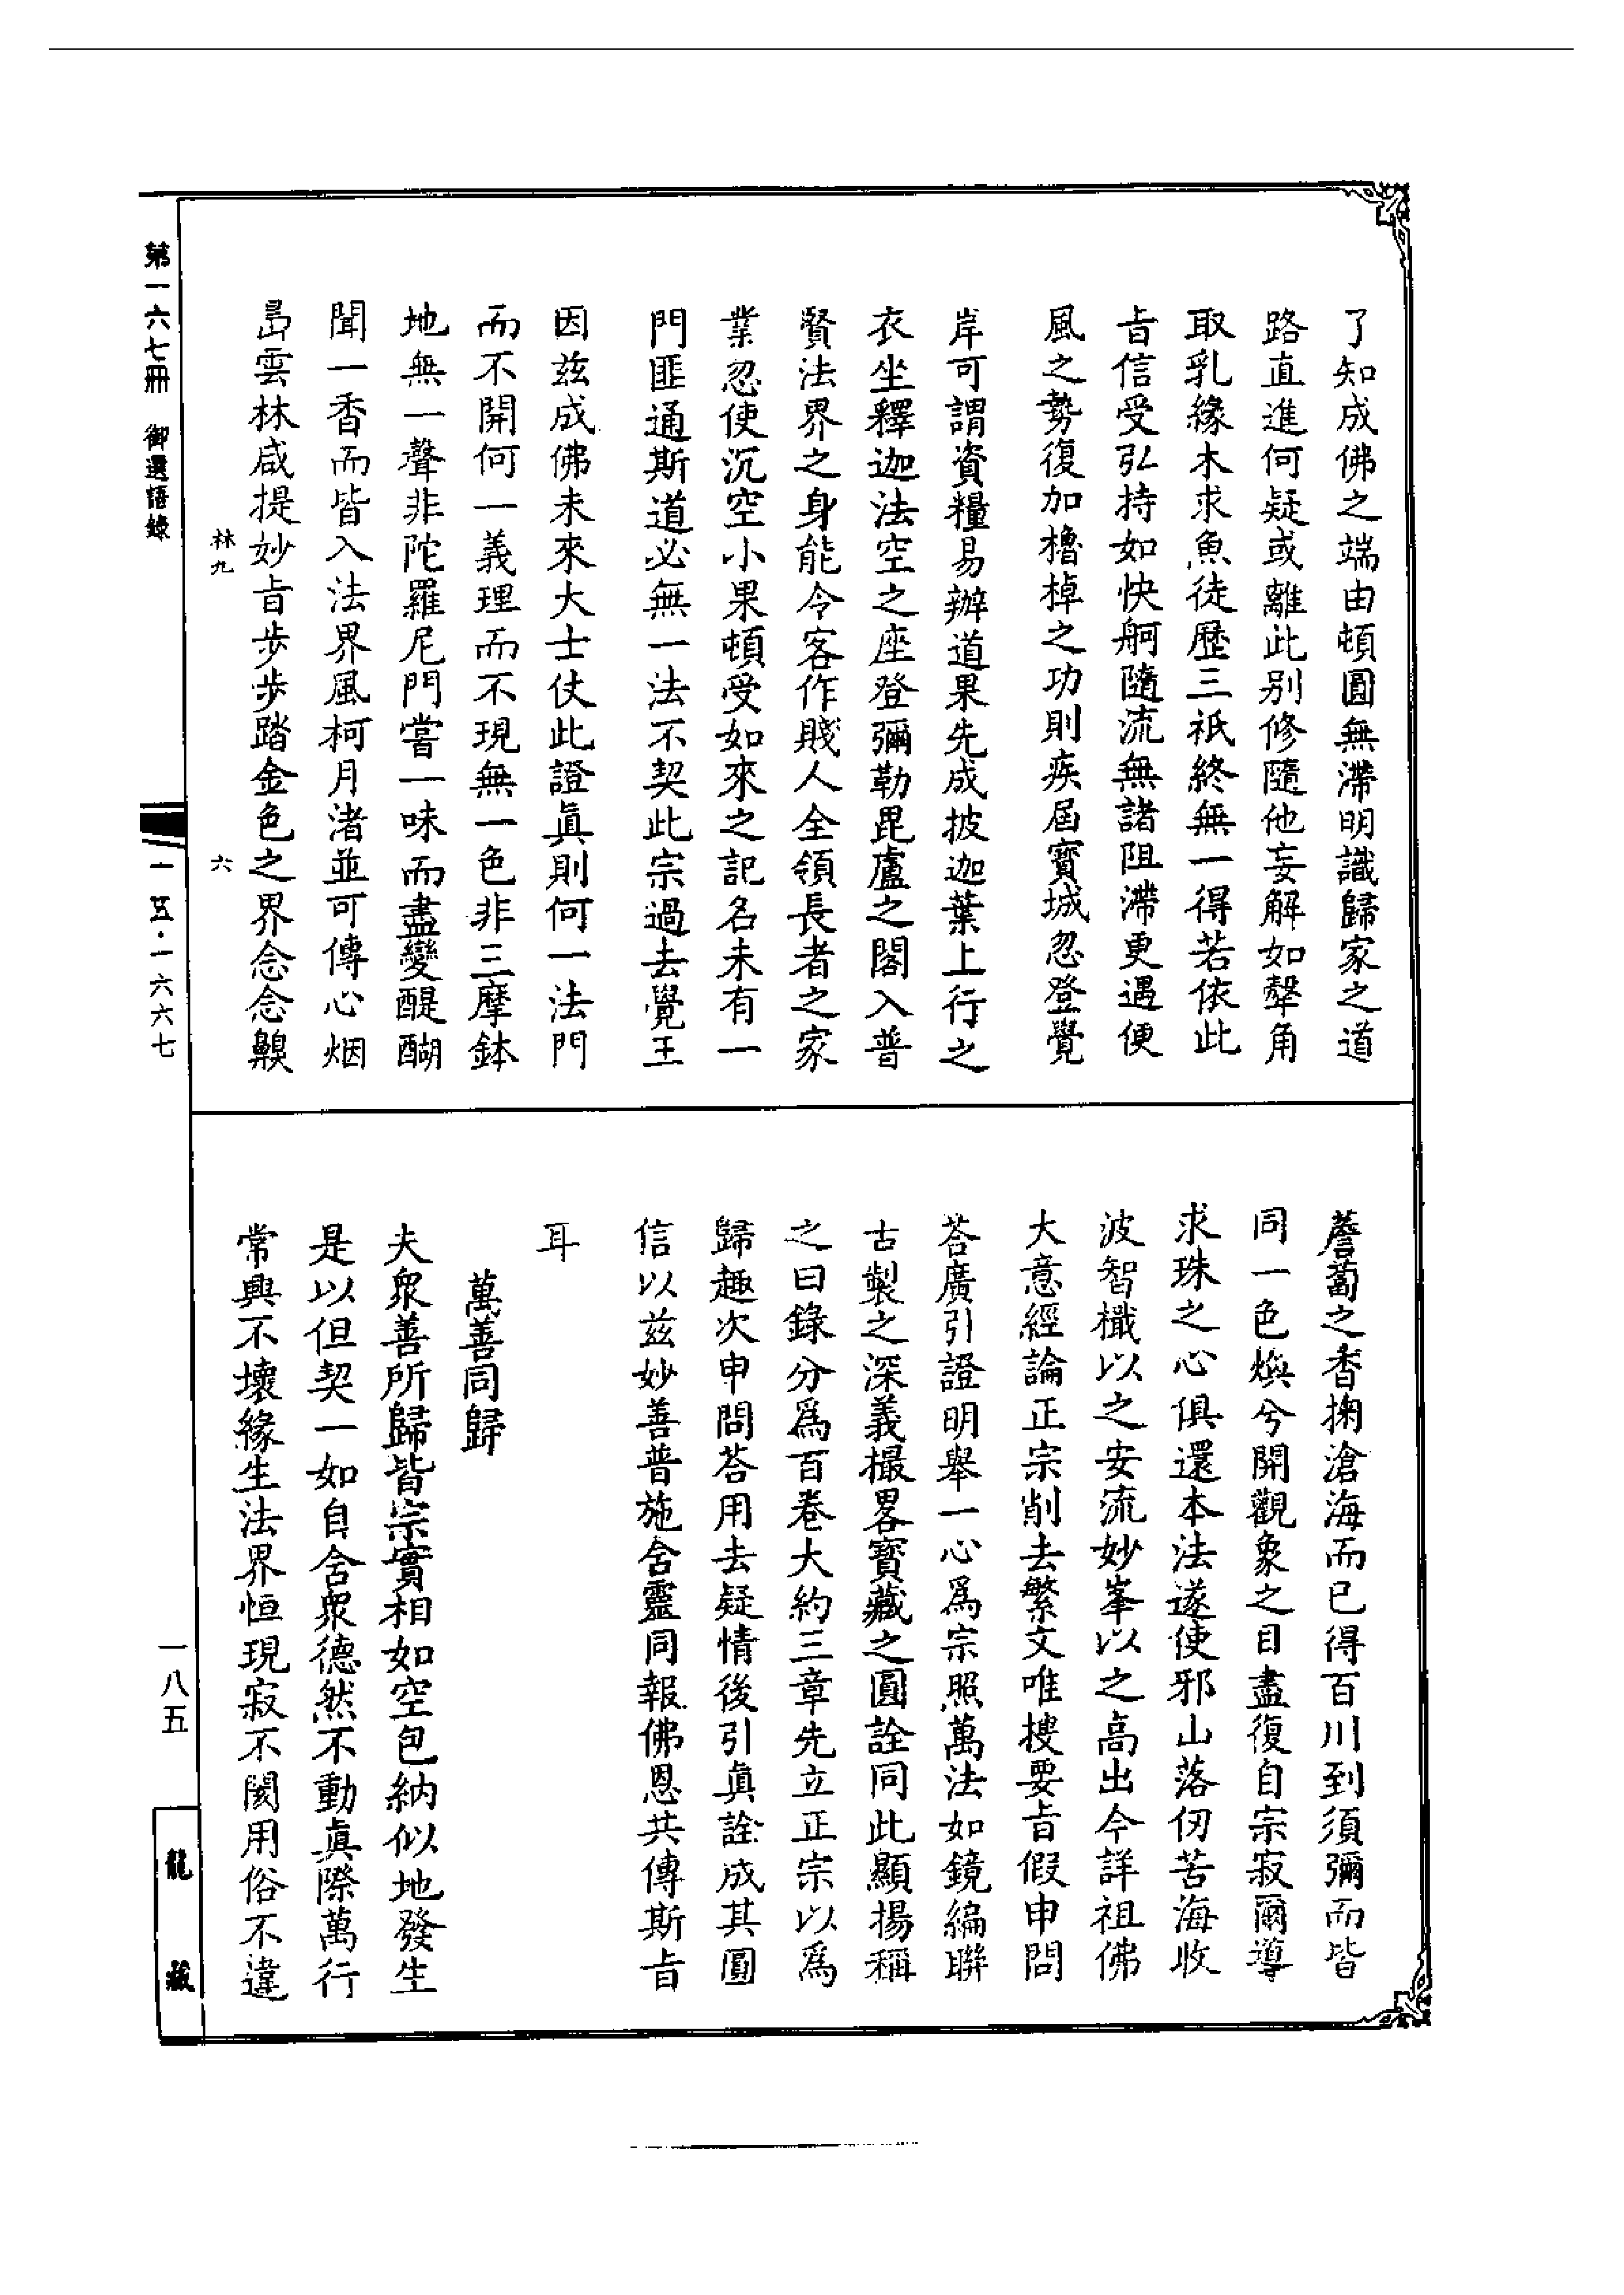 了知成佛之端由頓圓無滯明識歸家之道
路直進何疑或離此别修隨他妄解如犛角
取乳緣木求魚徒歷三祇終無一得若依此
㫖信受弘持如快舸隨流無諸阻滯更遇便
風之勢復加櫓棹之功則疾屆寳城忽登覺
岸可謂資糧易辦道果先成披迦葉上行之
衣坐釋迦法空之座登彌勒毘盧之閣入普
賢法界之身能令客作賤人全領長者之家
業忽使沉空小果頓受如來之記名未有一
門匪通斯道必無一法不契此宗過去覺王
因兹成佛未來大士仗此證眞則何一法門
而不開何一義理而不現無一色非三摩鉢
地無一聲非陀羅尼門嘗一味而盡變醍醐
聞一香而皆入法界風柯月渚並可傳心烟
島雲林咸提妙㫖步步踏金色之界念念齅
林九
六
薝蔔之香掬滄海而已得百川到須彌而皆
同一色煥兮開觀象之目盡復自宗寂爾導
求珠之心俱還本法遂使邪山落仞苦海收
波智檝以之安流妙峯以之高出今詳祖佛
大意經論正宗削去繁文唯搜要㫖假申問
荅廣引證明舉一心爲宗照萬法如鏡編聯
古製之深義撮畧寳藏之圓詮同此顯揚稱
之曰錄分爲百卷大約三章先立正宗以爲
歸趣次申問荅用去疑情後引眞詮成其圓
信以兹妙善普施含靈同報佛恩共傳斯㫖
耳
萬善同歸
夫衆善所歸皆宗實相如空包納似地發生
是以但契一如自含衆德然不動眞際萬行
常興不壞緣生法界恒現寂不閡用俗不違
第一六七冊　御選語錄
一五·一六六七
一八五
龍藏